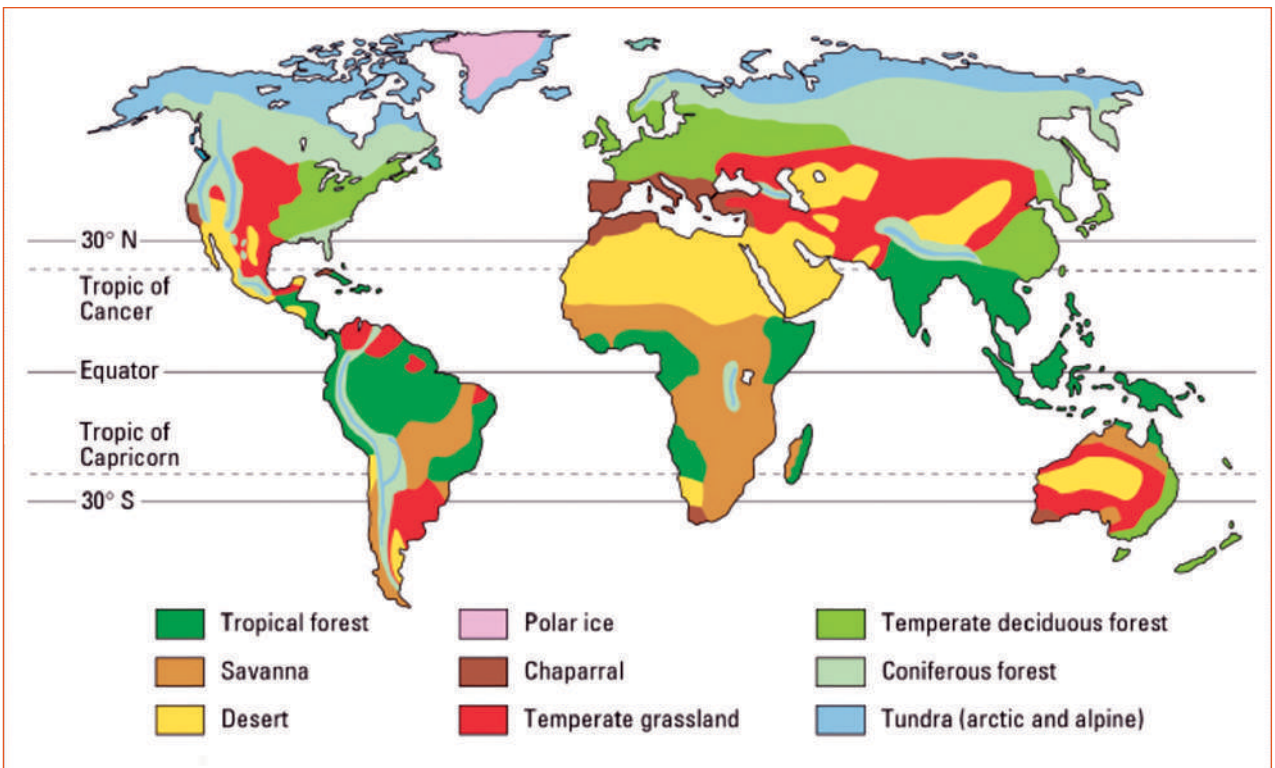 30° N
Tropic of
Cancer
Equator
Tropic of
Capricorn
30° S
Tropical forest
Polar ice
Temperate deciduous forest
Savanna
Chaparral
Coniferous forest
Desert
Temperate grassland
Tundra (arctic and alpine)